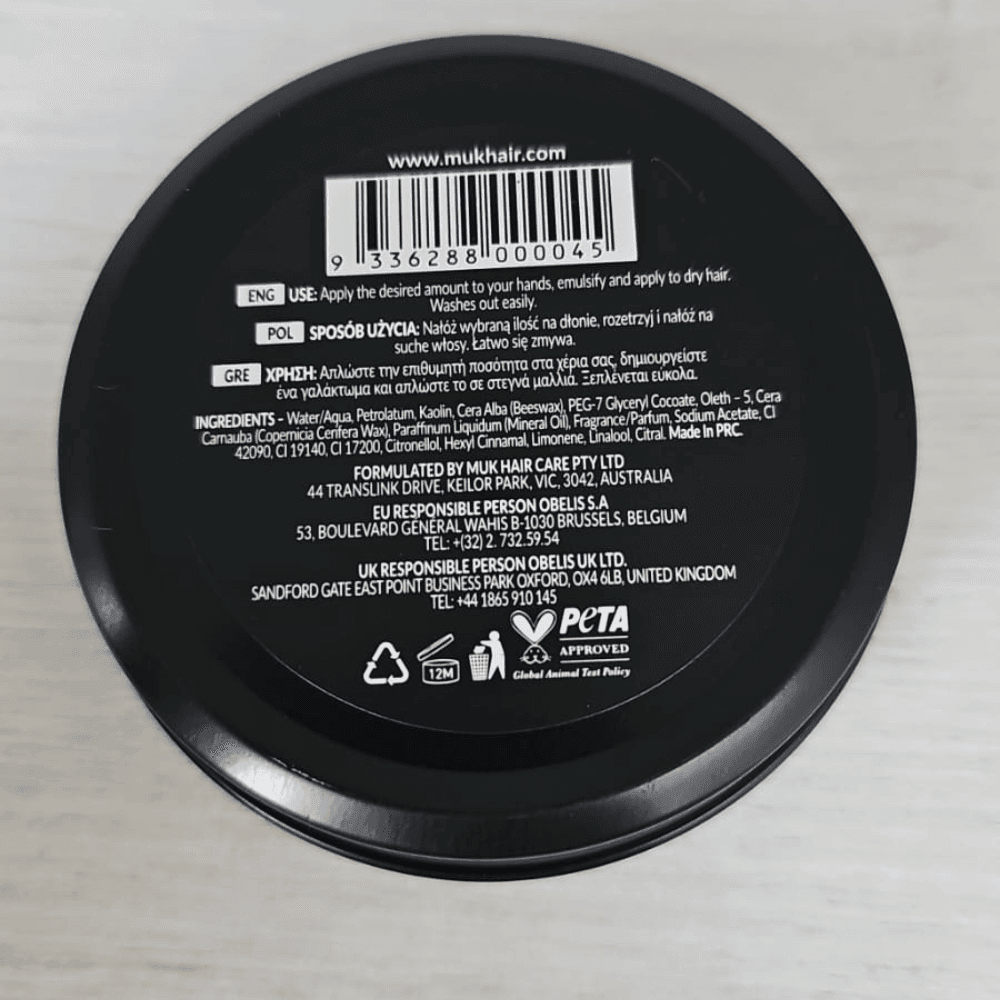 www.mukhair.com
9 336288 000045
ENG USE: Apply the desired amount to your hands, emulsify and apply to dry hair.
Washes out easily.
POL SPOSÓB UŻYCIA: Nałóż wybraną ilość na dłonie, rozetrzyj i nałóż na
suche włosy. Łatwo się zmywa.
GRE ΧΡΗΣΗ: Απλώστε την επιθυμητή ποσότητα στα χέρια σας, δημιουργείστε
ένα γαλάκτωμα και απλώστε το σε στεγνά μαλλιά. Ξεπλένεται εύκολα.
INGREDIENTS - Water/Aqua, Petrolatum, Kaolin, Cera Alba (Beeswax), PEG-7 Glyceryl Cocoate, Oleth - 5, Cera
Carnauba (Copernicia Cerifera Wax), Paraffinum Liquidum (Mineral Oil), Fragrance/Parfum, Sodium Acetate, CI
42090, CI 19140, CI 17200, Citronellol, Hexyl Cinnamal, Limonene, Linalool, Citral. Made In PRC.
FORMULATED BY MUK HAIR CARE PTY LTD
44 TRANSLINK DRIVE, KEILOR PARK, VIC, 3042, AUSTRALIA
EU RESPONSIBLE PERSON OBELIS S.A
53, BOULEVARD GÉNÉRAL WAHIS B-1030 BRUSSELS, BELGIUM
TEL: +(32) 2. 732.59.54
UK RESPONSIBLE PERSON OBELIS UK LTD.
SANDFORD GATE EAST POINT BUSINESS PARK OXFORD, OX4 6LB, UNITED KINGDOM
TEL: +44 1865 910 145
12M
PETA
APPROVED
Global Animal Test Policy